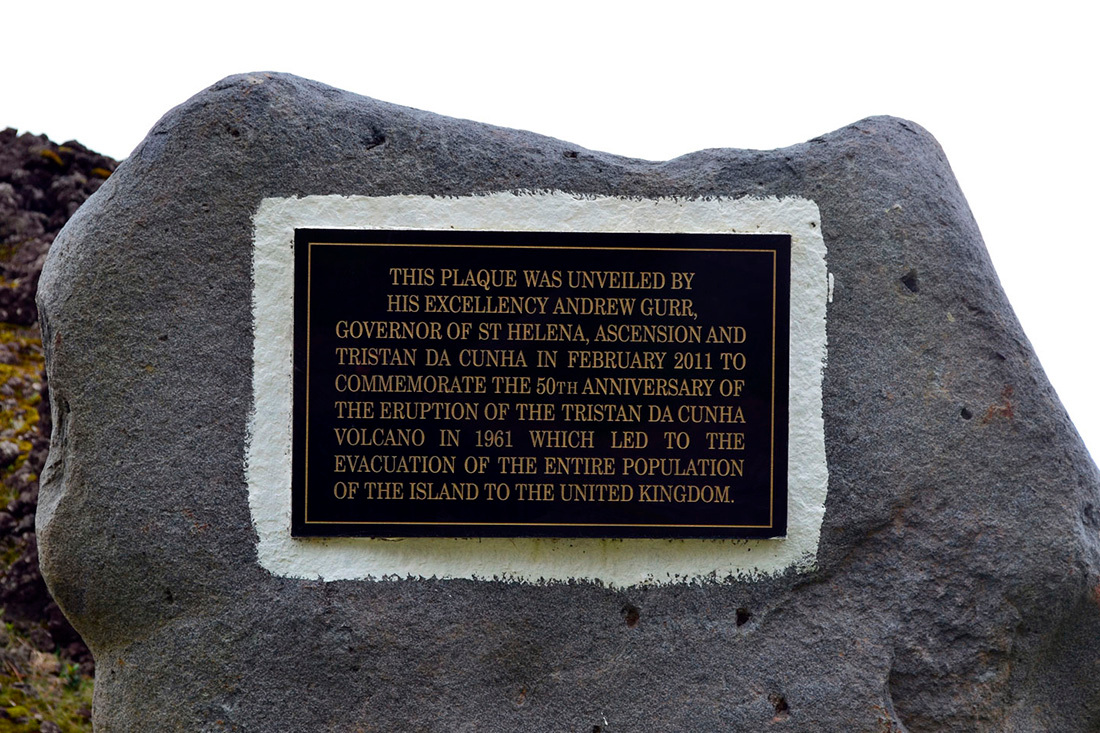 THIS PLAQUE WAS UNVEILED BY
HIS EXCELLENCY ANDREW GURR,
GOVERNOR OF ST HELENA, ASCENSION AND
TRISTAN DA CUNHA IN FEBRUARY 2011 TO
COMMEMORATE THE 50TH ANNIVERSARY OF
THE ERUPTION OF THE TRISTAN DA CUNHA
VOLCANO IN 1961 WHICH LED TO THE
EVACUATION OF THE ENTIRE POPULATION
OF THE ISLAND TO THE UNITED KINGDOM.